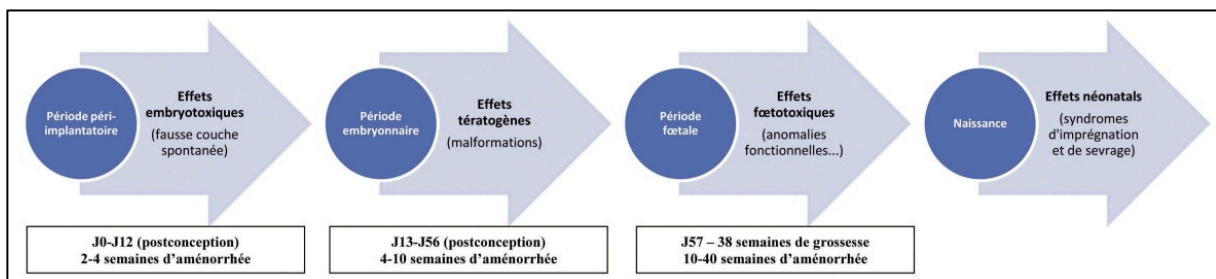 Période péri-
implantatoire
Effets
embryotoxiques
(fausse couche
spontanée)
Période
embryonnaire
Effets
tératogènes
(malformations)
Période
fœtale
Effets
fœtotoxiques
(anomalies
fonctionnelles...)
Naissance
Effets néonatals
(syndromes
d'imprégnation
et de sevrage)
J0-J12 (postconception)
2-4 semaines d’aménorrhée
J13-J56 (postconception)
4-10 semaines d’aménorrhée
J57 – 38 semaines de grossesse
10-40 semaines d’aménorrhée